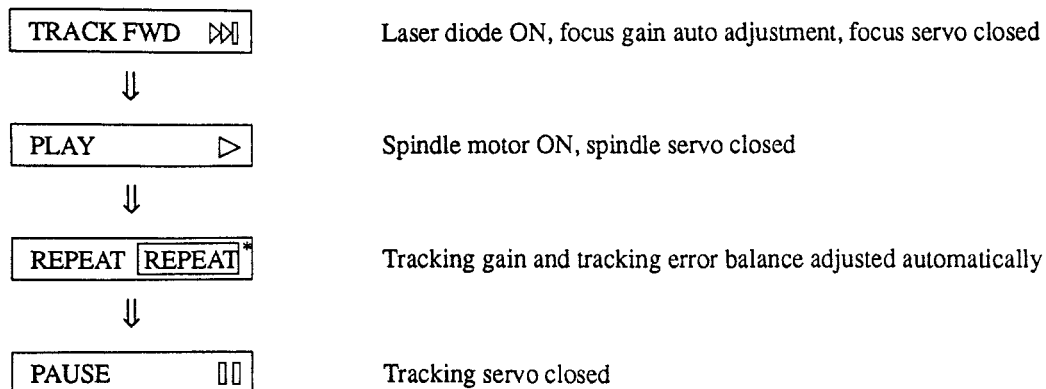 TRACK FWD Laser diode ON, focus gain auto adjustment, focus servo closed
PLAY Spindle motor ON, spindle servo closed
REPEAT REPEAT* Tracking gain and tracking error balance adjusted automatically
PAUSE Tracking servo closed